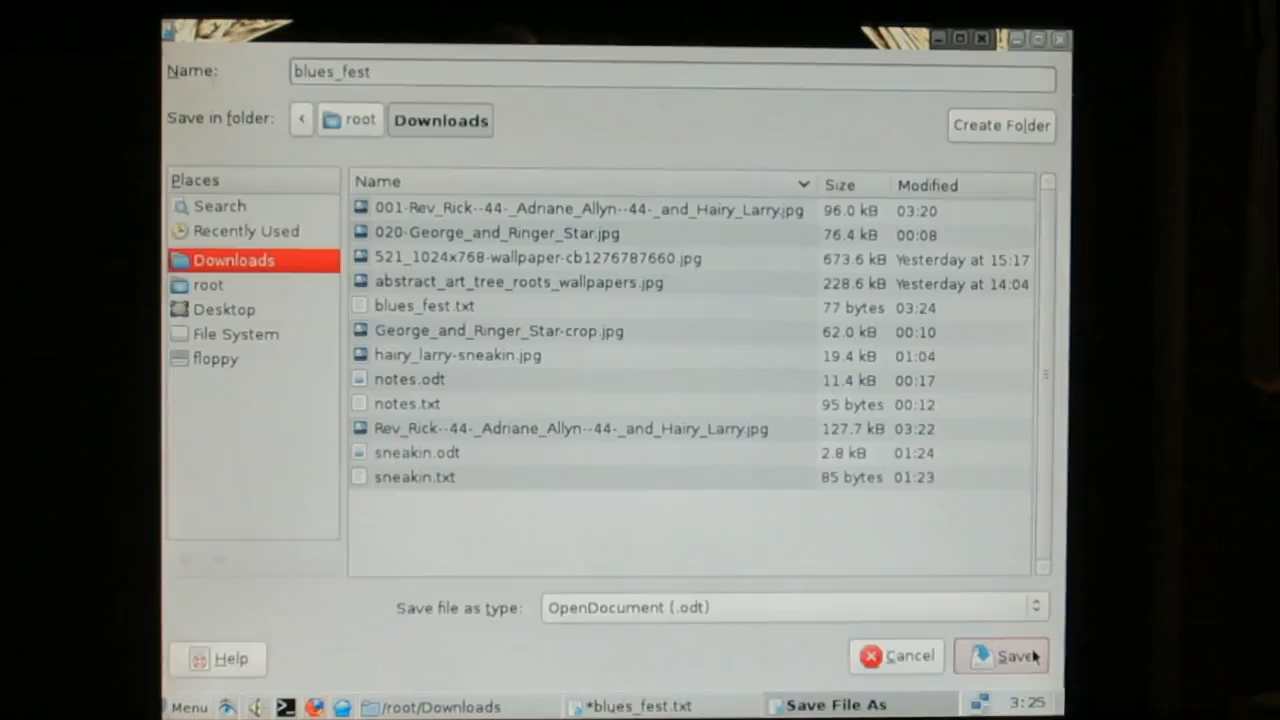 Name: blues_fest
Save in folder: root Downloads Create Folder
Places
Search
Recently Used
Downloads
root
Desktop
File System
floppy
Name Size Modified
001-Rev_Rick--44-_Adriane_Allyn--44-_and_Hairy_Larry.jpg 96.0 kB 03:20
020-George_and_Ringer_Star.jpg 76.4 kB 00:08
521_1024x768-wallpaper-cb1276787660.jpg 673.6 kB Yesterday at 15:17
abstract_art_tree_roots_wallpapers.jpg 228.6 kB Yesterday at 14:04
blues_fest.txt 77 bytes 03:24
George_and_Ringer_Star-crop.jpg 62.0 kB 00:10
hairy_larry-sneakin.jpg 19.4 kB 01:04
notes.odt 11.4 kB 00:17
notes.txt 95 bytes 00:12
Rev_Rick--44-_Adriane_Allyn--44-_and_Hairy_Larry.jpg 127.7 kB 03:22
sneakin.odt 2.8 kB 01:24
sneakin.txt 85 bytes 01:23
Save file as type: OpenDocument (.odt)
Help Cancel Save
Menu /root/Downloads *blues_fest.txt Save File As 3:25